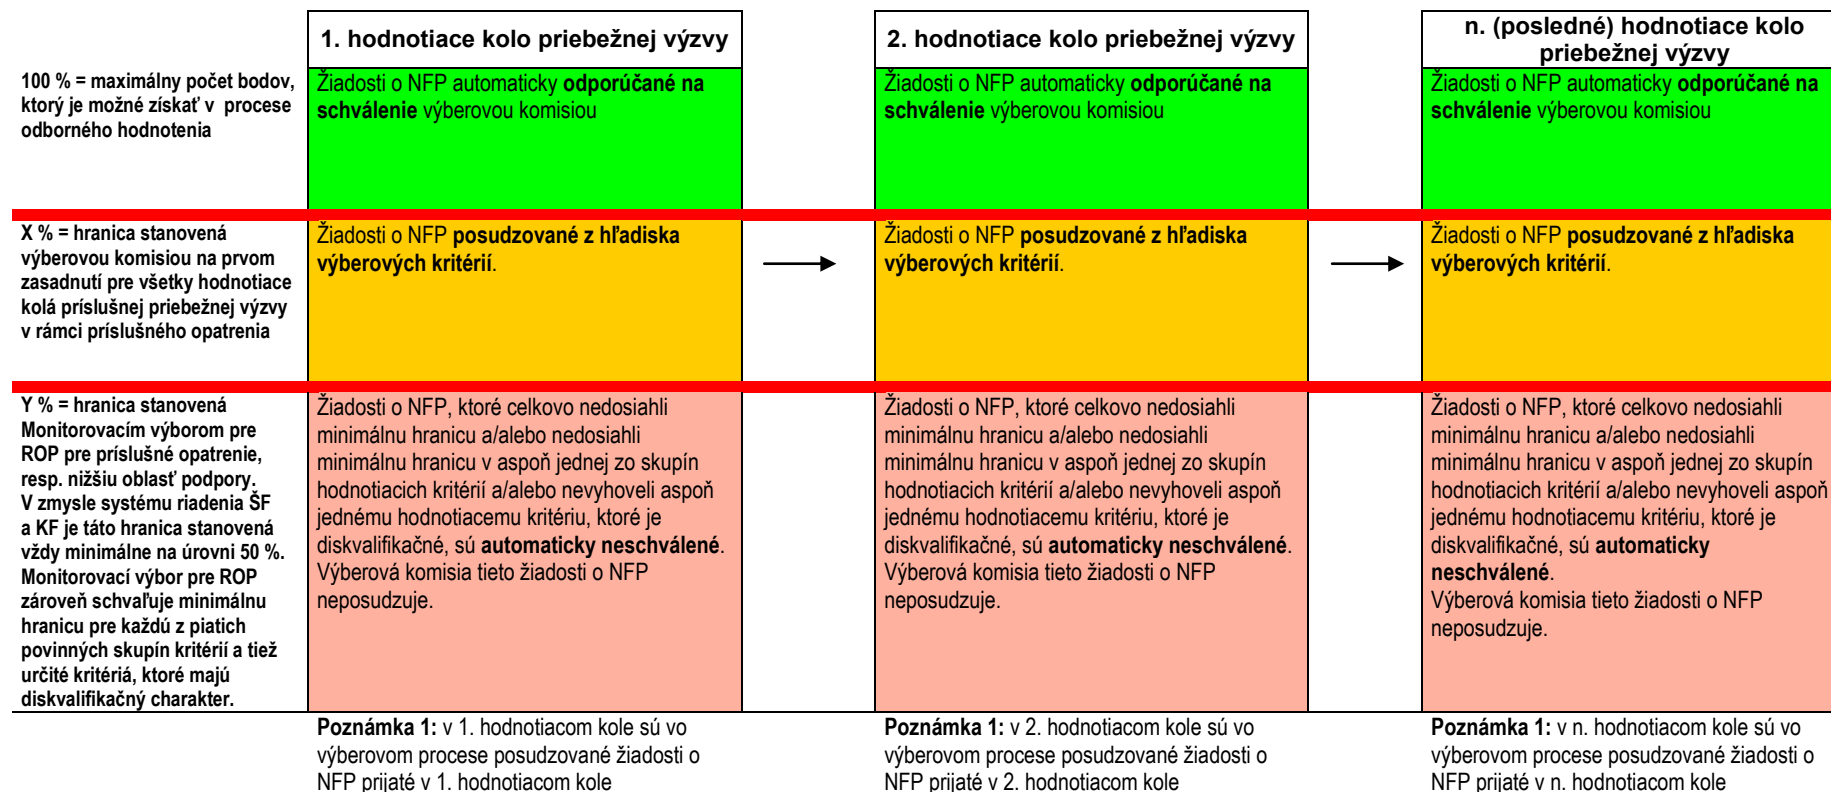 1. hodnotiace kolo priebežnej výzvy
2. hodnotiace kolo priebežnej výzvy
n. (posledné) hodnotiace kolo
priebežnej výzvy
100 % = maximálny počet bodov,
ktorý je možné získať v procese
odborného hodnotenia
Žiadosti o NFP automaticky odporúčané na
schválenie výberovou komisiou
Žiadosti o NFP automaticky odporúčané na
schválenie výberovou komisiou
Žiadosti o NFP automaticky odporúčané na
schválenie výberovou komisiou
X % = hranica stanovená
výberovou komisiou na prvom
zasadnutí pre všetky hodnotiace
kolá príslušnej priebežnej výzvy
v rámci príslušného opatrenia
Žiadosti o NFP posudzované z hľadiska
výberových kritérií.
Žiadosti o NFP posudzované z hľadiska
výberových kritérií.
Žiadosti o NFP posudzované z hľadiska
výberových kritérií.
Y % = hranica stanovená
Monitorovacím výborom pre
ROP pre príslušné opatrenie,
resp. nižšiu oblasť podpory.
V zmysle systému riadenia ŠF
a KF je táto hranica stanovená
vždy minimálne na úrovni 50 %.
Monitorovací výbor pre ROP
zároveň schvaľuje minimálnu
hranicu pre každú z piatich
povinných skupín kritérií a tiež
určité kritériá, ktoré majú
diskvalifikačný charakter.
Žiadosti o NFP, ktoré celkovo nedosiahli
minimálnu hranicu a/alebo nedosiahli
minimálnu hranicu v aspoň jednej zo skupín
hodnotiacich kritérií a/alebo nevyhoveli aspoň
jednému hodnotiacemu kritériu, ktoré je
diskvalifikačné, sú automaticky neschválené.
Výberová komisia tieto žiadosti o NFP
neposudzuje.
Žiadosti o NFP, ktoré celkovo nedosiahli
minimálnu hranicu a/alebo nedosiahli
minimálnu hranicu v aspoň jednej zo skupín
hodnotiacich kritérií a/alebo nevyhoveli aspoň
jednému hodnotiacemu kritériu, ktoré je
diskvalifikačné, sú automaticky neschválené.
Výberová komisia tieto žiadosti o NFP
neposudzuje.
Žiadosti o NFP, ktoré celkovo nedosiahli
minimálnu hranicu a/alebo nedosiahli
minimálnu hranicu v aspoň jednej zo skupín
hodnotiacich kritérií a/alebo nevyhoveli aspoň
jednému hodnotiacemu kritériu, ktoré je
diskvalifikačné, sú automaticky
neschválené.
Výberová komisia tieto žiadosti o NFP
neposudzuje.
Poznámka 1: v 1. hodnotiacom kole sú vo
výberovom procese posudzované žiadosti o
NFP prijaté v 1. hodnotiacom kole
Poznámka 1: v 2. hodnotiacom kole sú vo
výberovom procese posudzované žiadosti o
NFP prijaté v 2. hodnotiacom kole
Poznámka 1: v n. hodnotiacom kole sú vo
výberovom procese posudzované žiadosti o
NFP prijaté v n. hodnotiacom kole